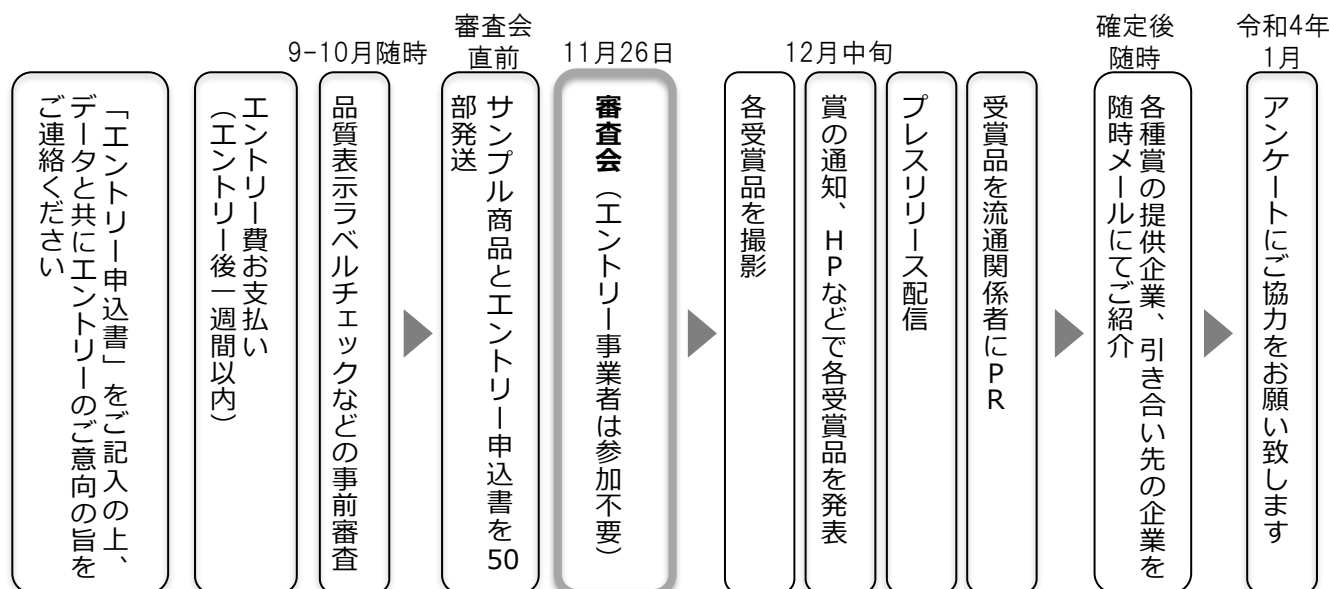 「エントリー申込書」をご記入の上、
データと共にエントリーのご意向の旨を
ご連絡ください
エントリー費お支払い
（エントリー後一週間以内）
9-10月随時
品質表示ラベルチェックなどの事前審査
審査会
直前
サンプル商品とエントリー申込書を50
部発送
11月26日
審査会（エントリー事業者は参加不要）
12月中旬
各受賞品を撮影
賞の通知、HPなどで各受賞品を発表
プレスリリース配信
受賞品を流通関係者にPR
確定後
随時
各種賞の提供企業、引き合い先の企業を
随時メールにてご紹介
令和4年
1月
アンケートにご協力をお願い致します